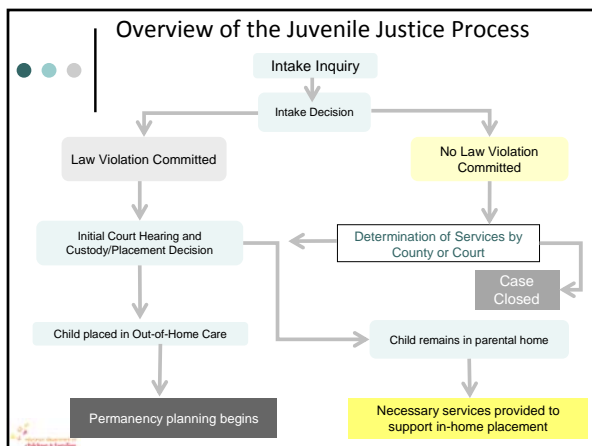 Overview of the Juvenile Justice Process
Intake Inquiry
Intake Decision
Law Violation Committed
No Law Violation
Committed
Initial Court Hearing and
Custody/Placement Decision
Determination of Services by
County or Court
Case
Closed
Child placed in Out-of-Home Care
Child remains in parental home
Permanency planning begins
Necessary services provided to
support in-home placement